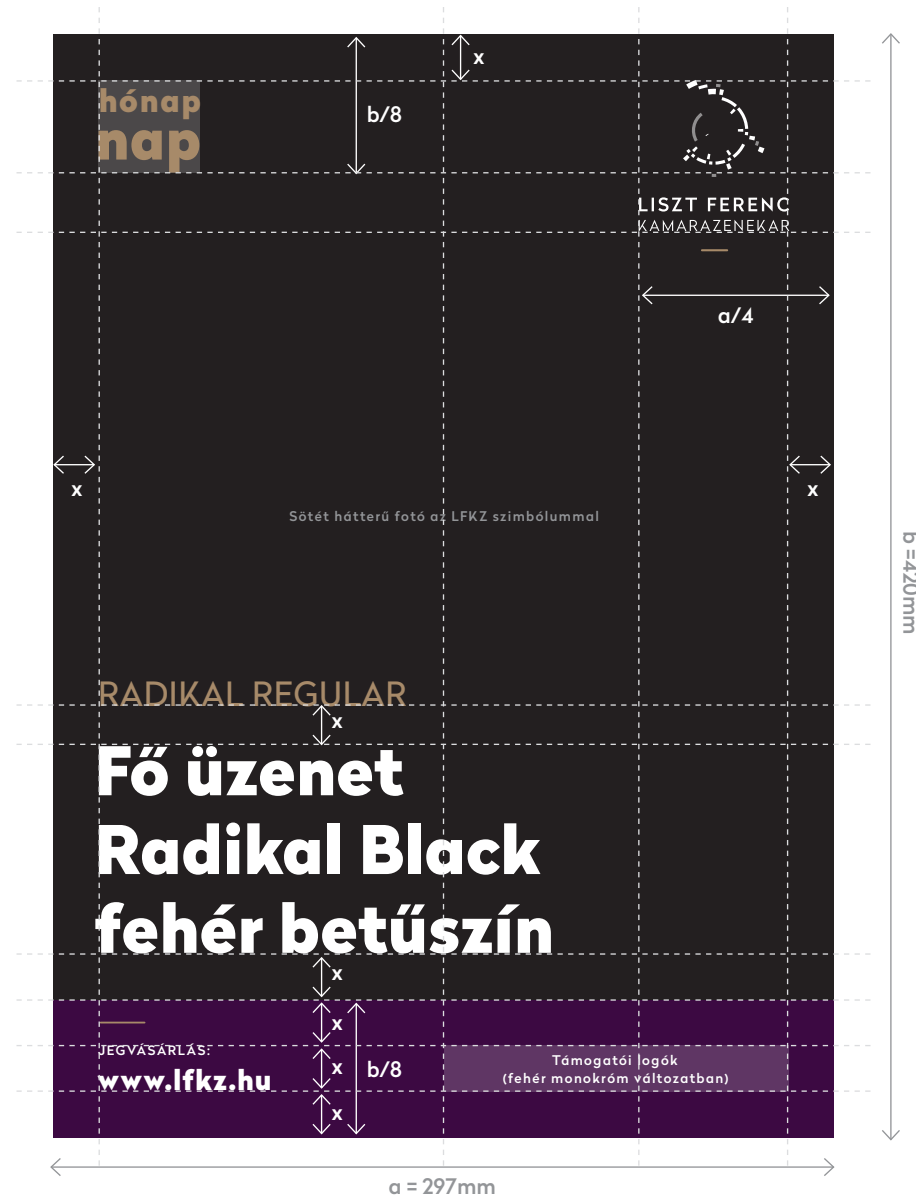 x
hónap
b/8
nap
LISZT FERENC
KAMARAZENEKAR
a/4
x
x
Sötét hátterű fotó az LFKZ szimbólummal
b =420mm
RADIKAL REGULAR
x
Fő üzenet
Radikal Black
fehér betűszín
x
x
JEGVÁSÁRLÁS:
www.lfkz.hu
x
b/8
Támogatói logók
(fehér monokróm változatban)
x
a = 297mm